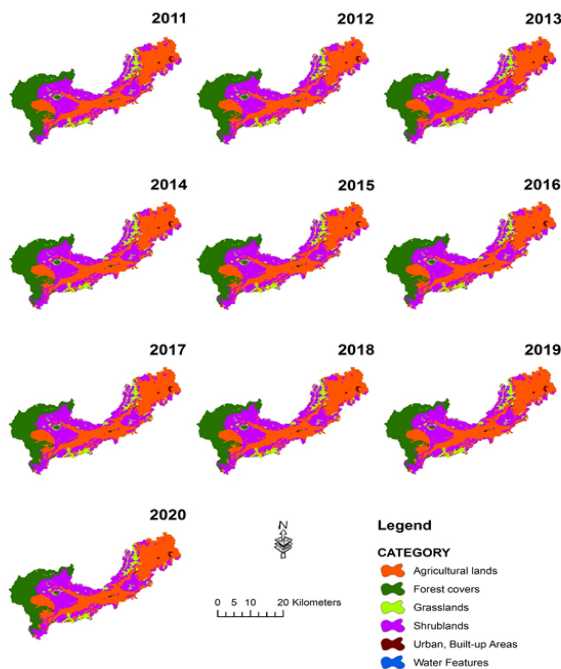 2011
2012
2013
2014
2015
2016
2017
2018
2019
2020
N
0 5 10 20 Kilometers
Legend
CATEGORY
Agricultural lands
Forest covers
Grasslands
Shrublands
Urban, Built-up Areas
Water Features